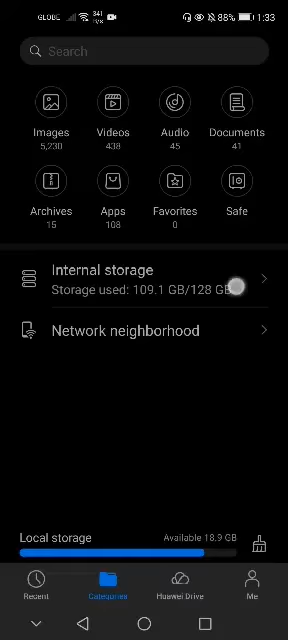 GLOBE 341 B/s 88% 1:33
Search
Images Videos Audio Documents
5,230 438 45 41
Archives Apps Favorites Safe
15 108 0
Internal storage
Storage used: 109.1 GB/128 GB
Network neighborhood
Local storage Available 18.9 GB
Recent Categories Huawei Drive Me